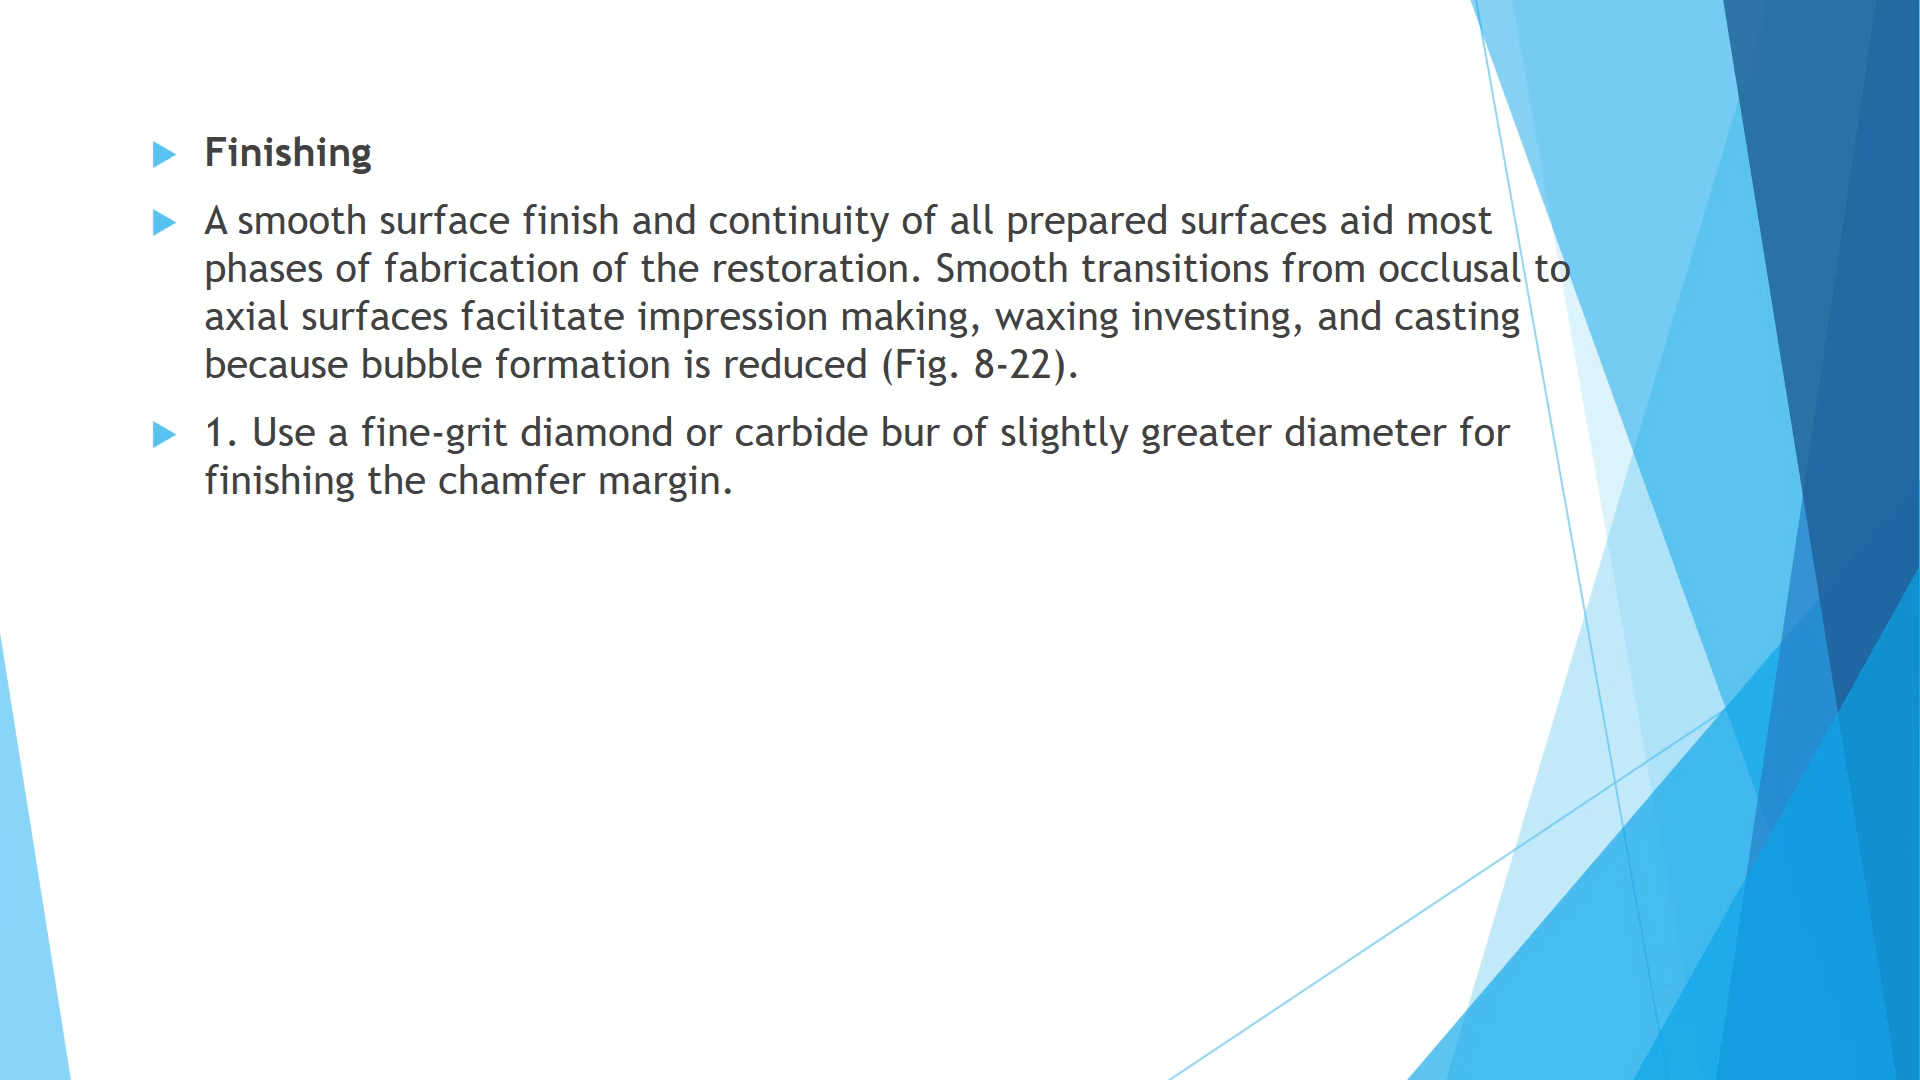 Finishing
A smooth surface finish and continuity of all prepared surfaces aid most
phases of fabrication of the restoration. Smooth transitions from occlusal to
axial surfaces facilitate impression making, waxing investing, and casting
because bubble formation is reduced (Fig. 8-22).
1. Use a fine-grit diamond or carbide bur of slightly greater diameter for
finishing the chamfer margin.